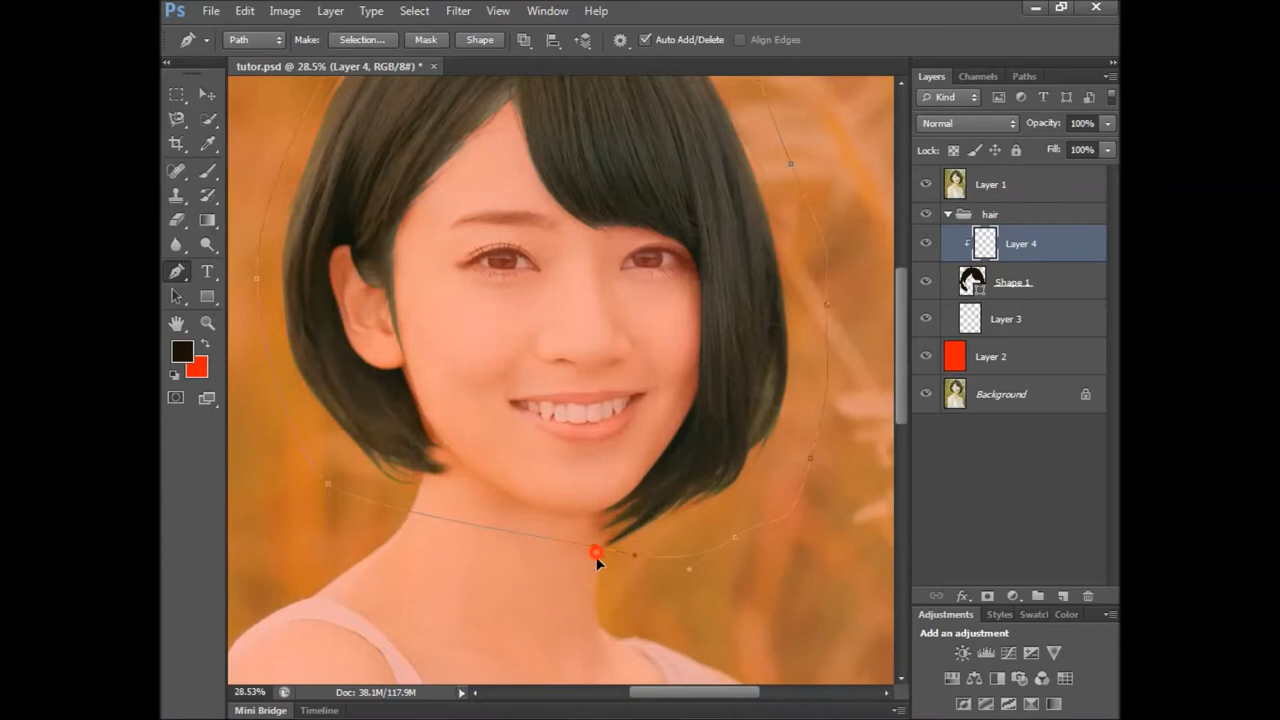 Ps File Edit Image Layer Type Select Filter View Window Help
Path Make: Selection... Mask Shape Auto Add/Delete Align Edges
tutor.psd @ 28.5% (Layer 4, RGB/8#) * ×
Layers Channels Paths
Kind
Normal Opacity: 100%
Lock: Fill: 100%
Layer 1
hair
Layer 4
Shape 1
Layer 3
Layer 2
Background
fx
Adjustments Styles Swatcl Color
Add an adjustment
28.53% Doc: 38.1M/117.9M
Mini Bridge Timeline